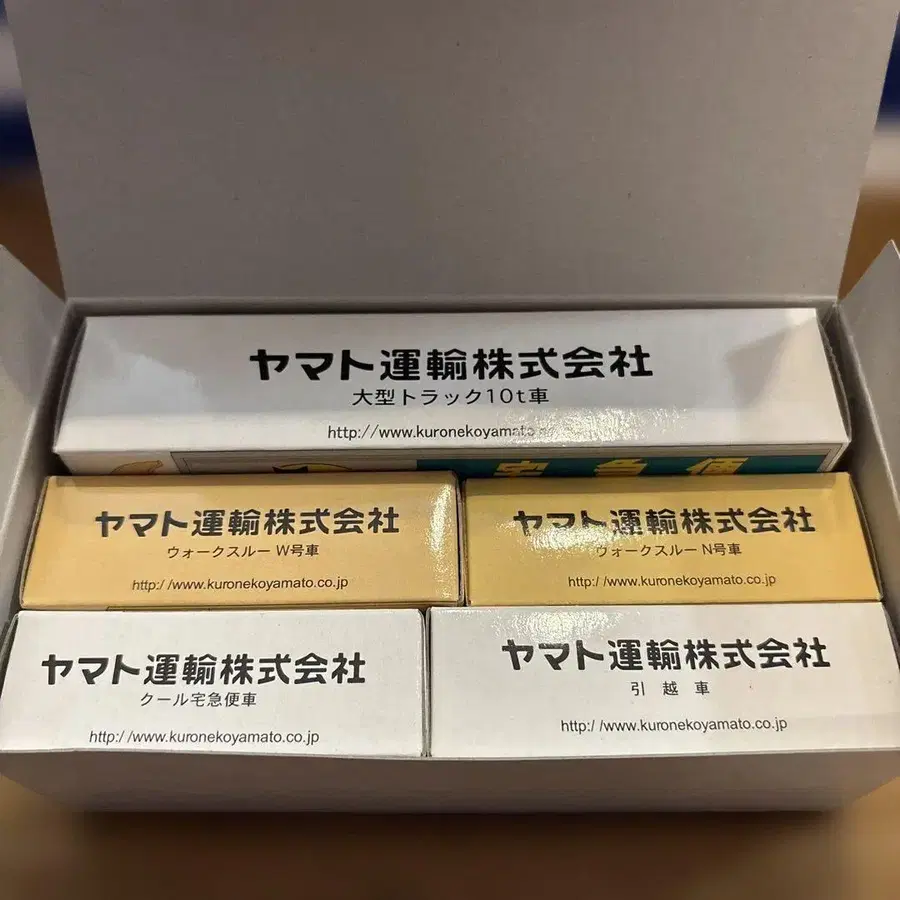 ヤマト運輸株式会社
大型トラック10t車
http://www.kuronekoyamato
宅急便
ヤマト運輸株式会社
ウォークスルー W号車
http://www.kuronekoyamato.co.jp
ヤマト運輸株式会社
ウォークスルー N号車
http://www.kuronekoyamato.co.jp
ヤマト運輸株式会社
クール宅急便車
http://www.kuronekoyamato.co.jp
ヤマト運輸株式会社
引越車
http://www.kuronekoyamato.co.jp